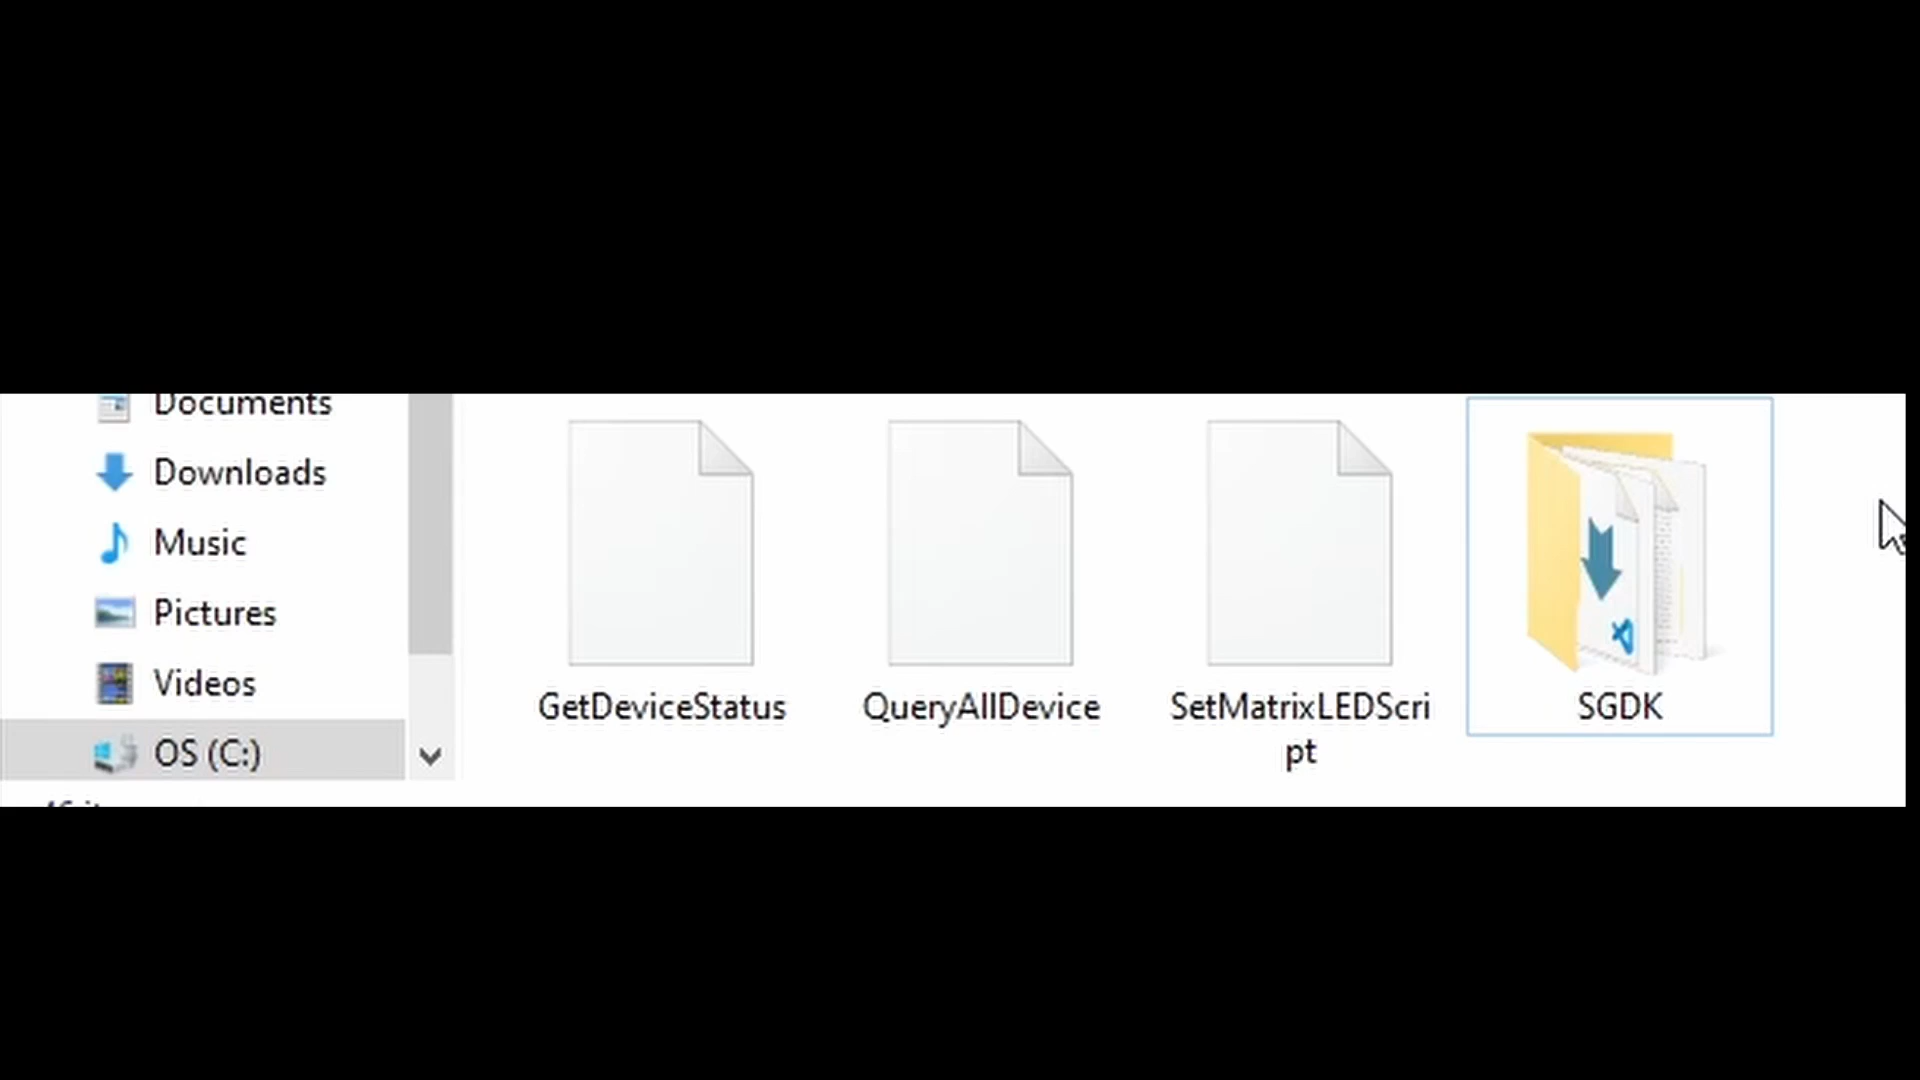 Documents
Downloads
Music
Pictures
Videos
OS (C:)
GetDeviceStatus
QueryAllDevice
SetMatrixLEDScri
pt
SGDK